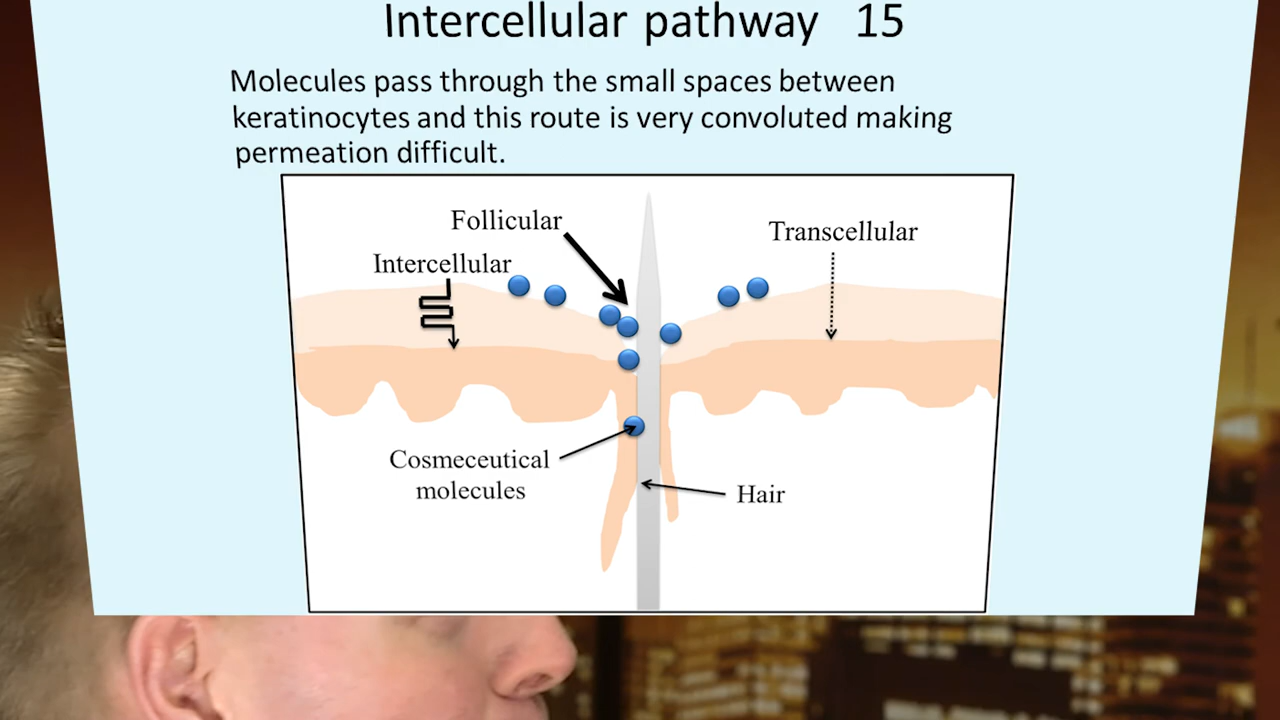 Intercellular pathway 15
Molecules pass through the small spaces between
keratinocytes and this route is very convoluted making
permeation difficult.
Follicular
Transcellular
Intercellular
Cosmeceutical
molecules
Hair